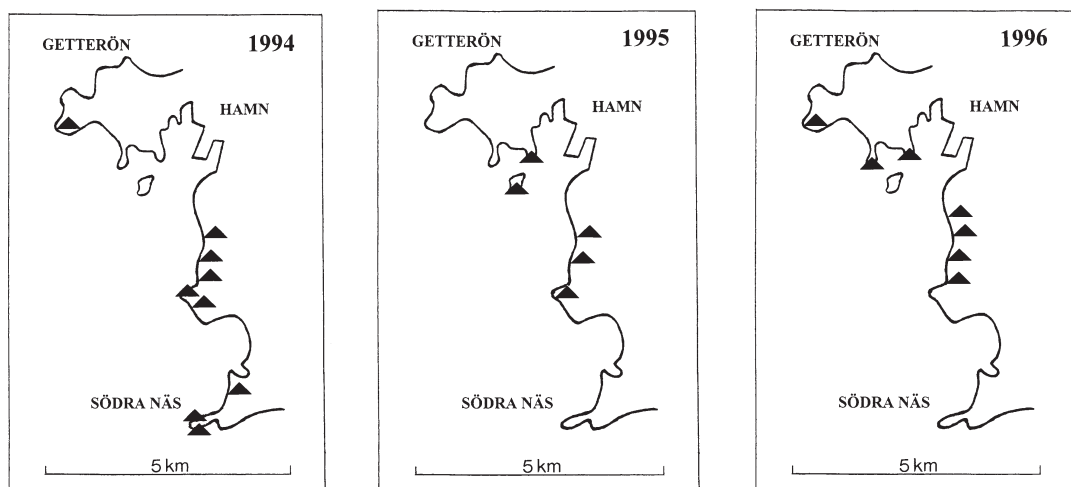 GETTERÖN
1994
HAMN
SÖDRA NÄS
5 km
GETTERÖN
1995
HAMN
SÖDRA NÄS
5 km
GETTERÖN
1996
HAMN
SÖDRA NÄS
5 km